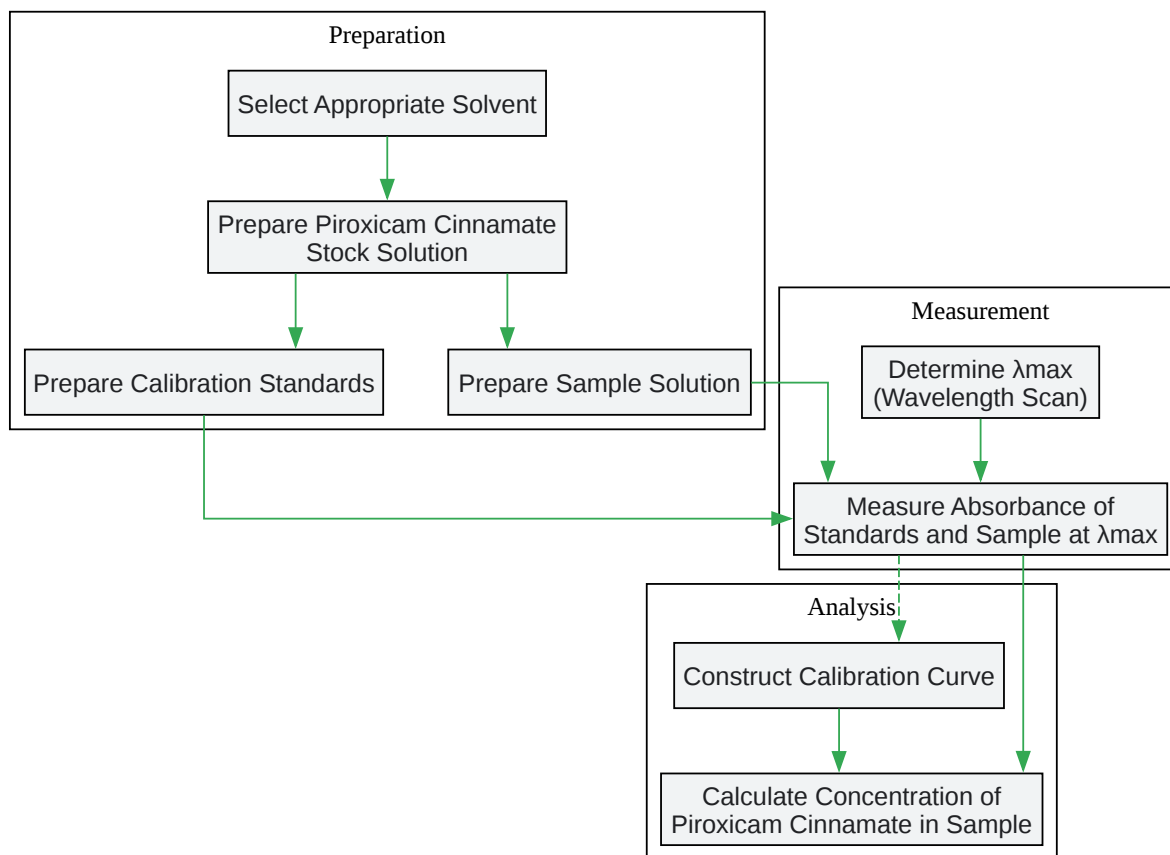 Preparation
Select Appropriate Solvent
Prepare Piroxicam Cinnamate
Stock Solution
Prepare Calibration Standards
Prepare Sample Solution
Measurement
Determine λmax
(Wavelength Scan)
Measure Absorbance of
Standards and Sample at λmax
Analysis
Construct Calibration Curve
Calculate Concentration of
Piroxicam Cinnamate in Sample